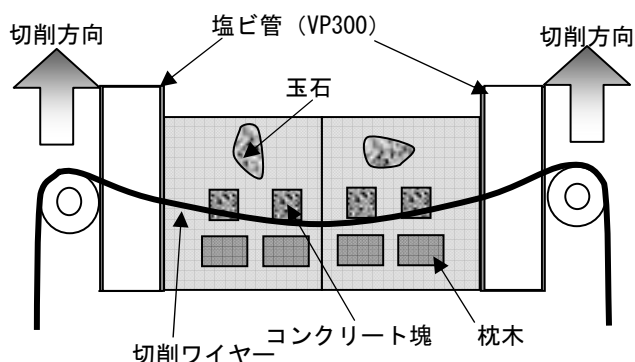 塩ビ管（VP300）
切削方向
切削方向
玉石
コンクリート塊
枕木
切削ワイヤー